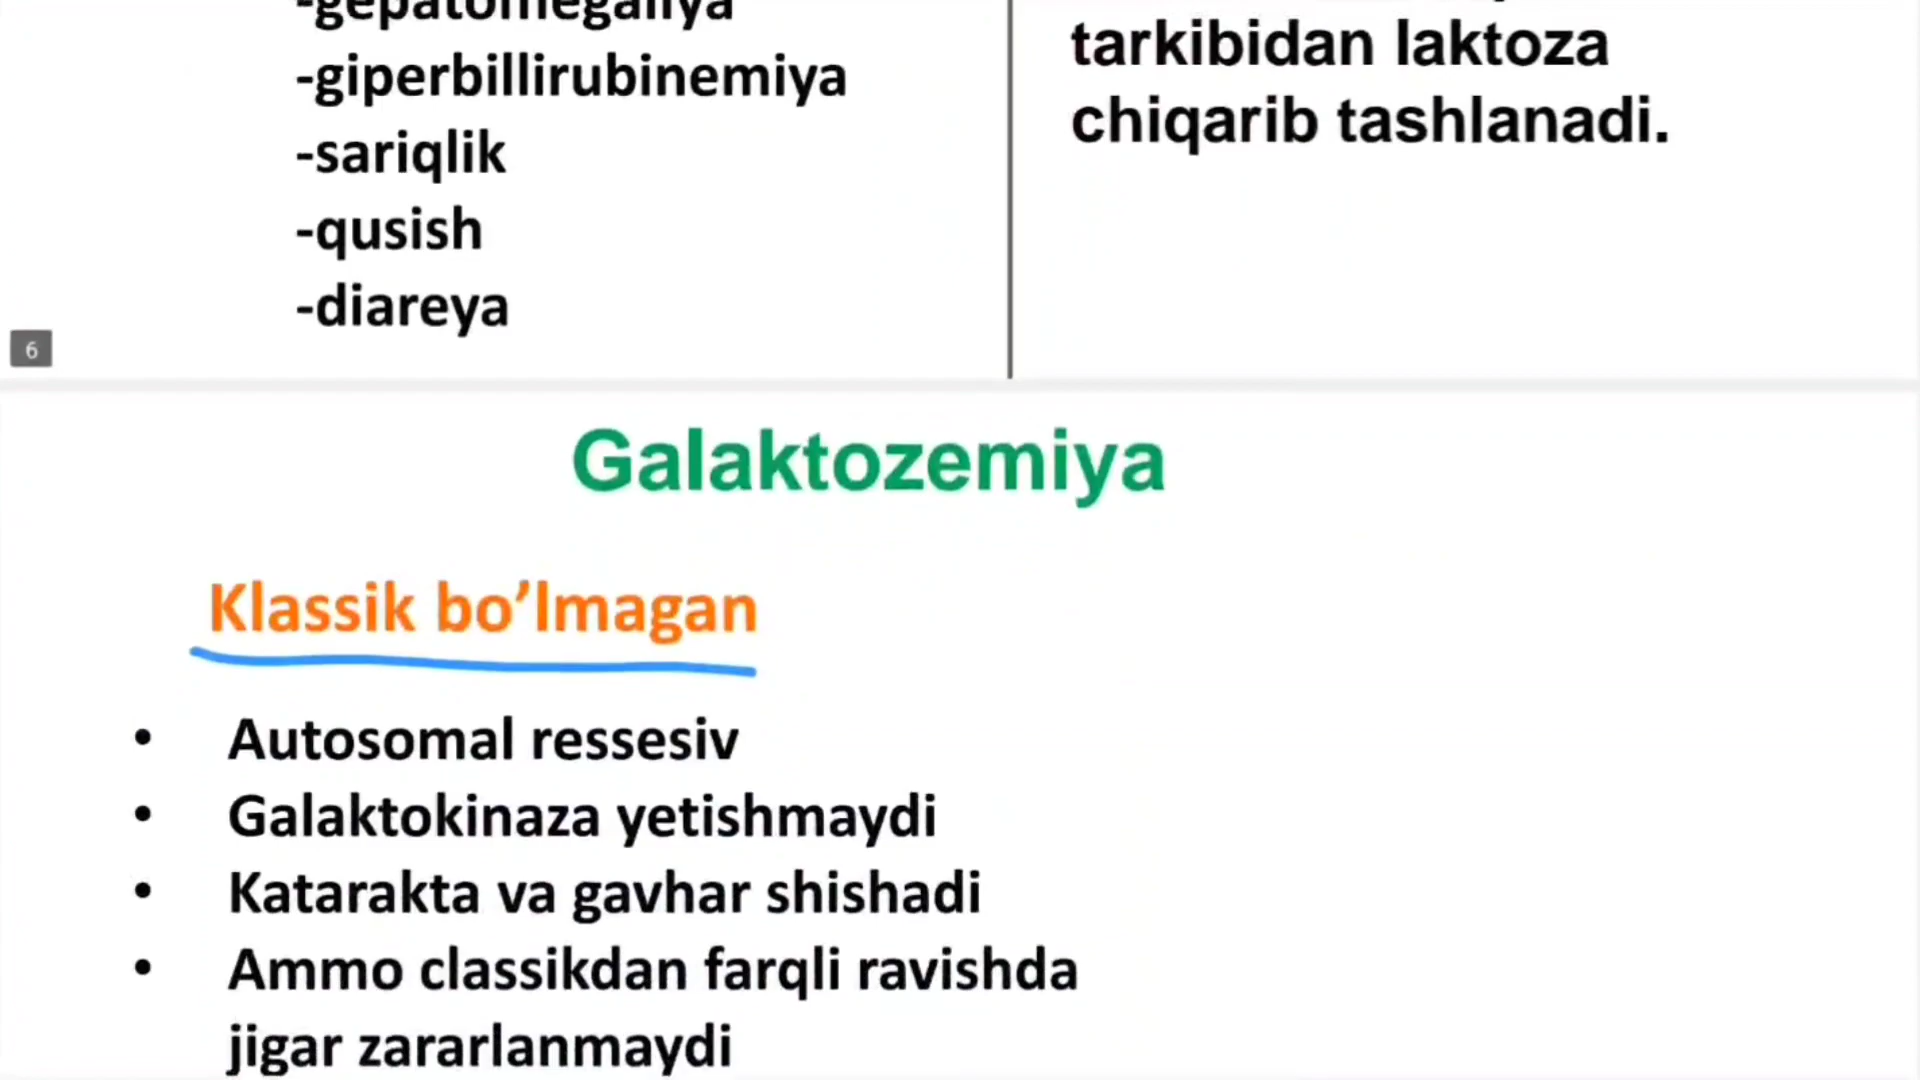 -gepatomegaliya
-giperbillirubinemiya
-sariqlik
-qusish
-diareya
tarkibidan laktoza
chiqarib tashlanadi.
6
Galaktozemiya
Klassik bo’lmagan
• Autosomal ressesiv
• Galaktokinaza yetishmaydi
• Katarakta va gavhar shishadi
• Ammo classikdan farqli ravishda
jigar zararlanmaydi